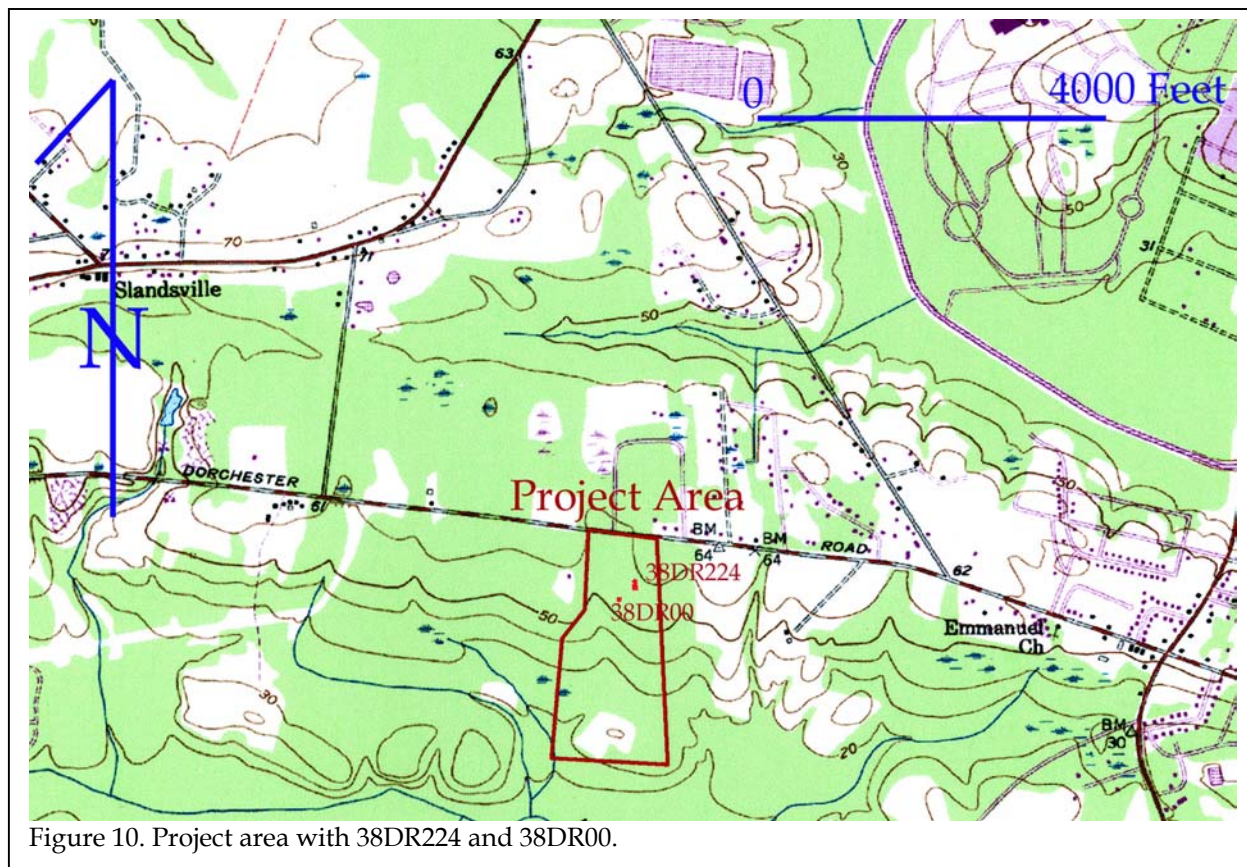 63
0
4000 Feet
30
50
70
71
7
31
Slandsville
N
50
50
DORCHESTER
61
Project Area
BM
64
BM
64
ROAD
62
38DR224
38DR00
50
Emmanuel
Ch
30
20
BM
30
Figure 10. Project area with 38DR224 and 38DR00.